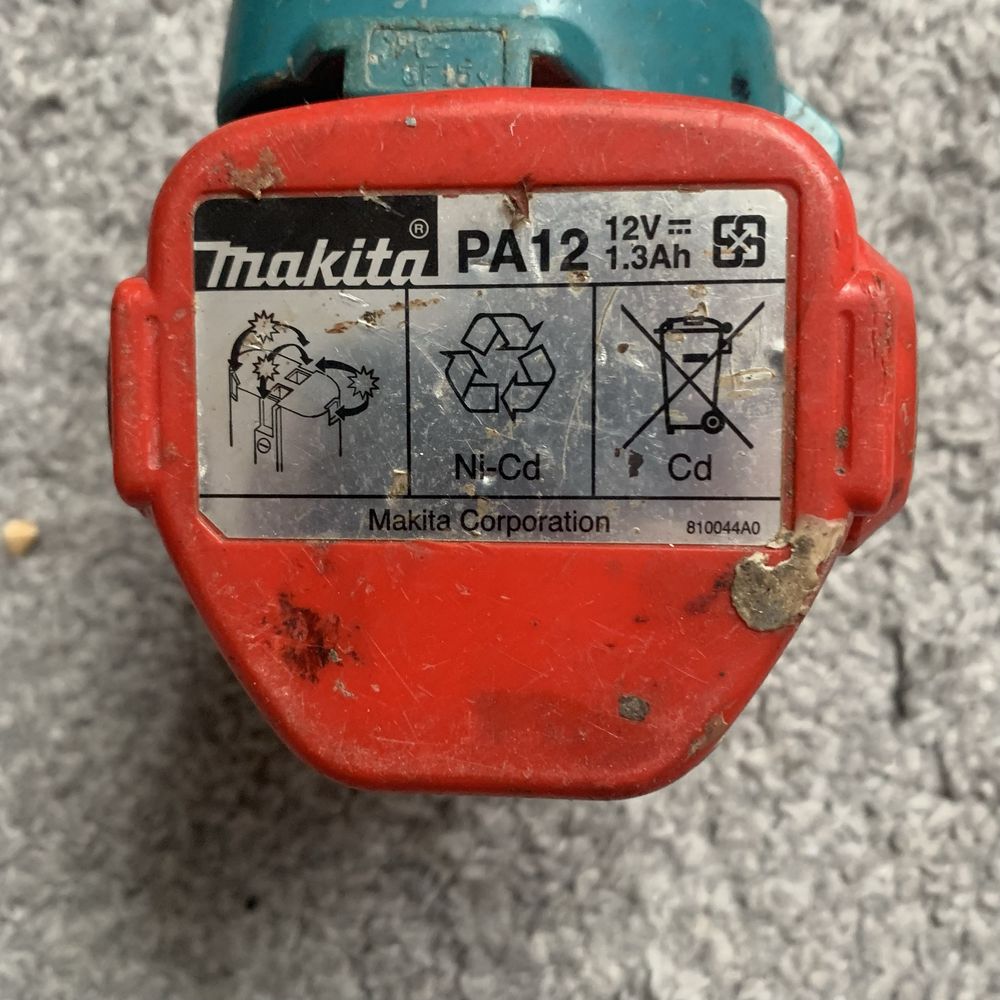 makita®
PA12
12V
1.3Ah
Ni-Cd
Cd
Makita Corporation
810044A0